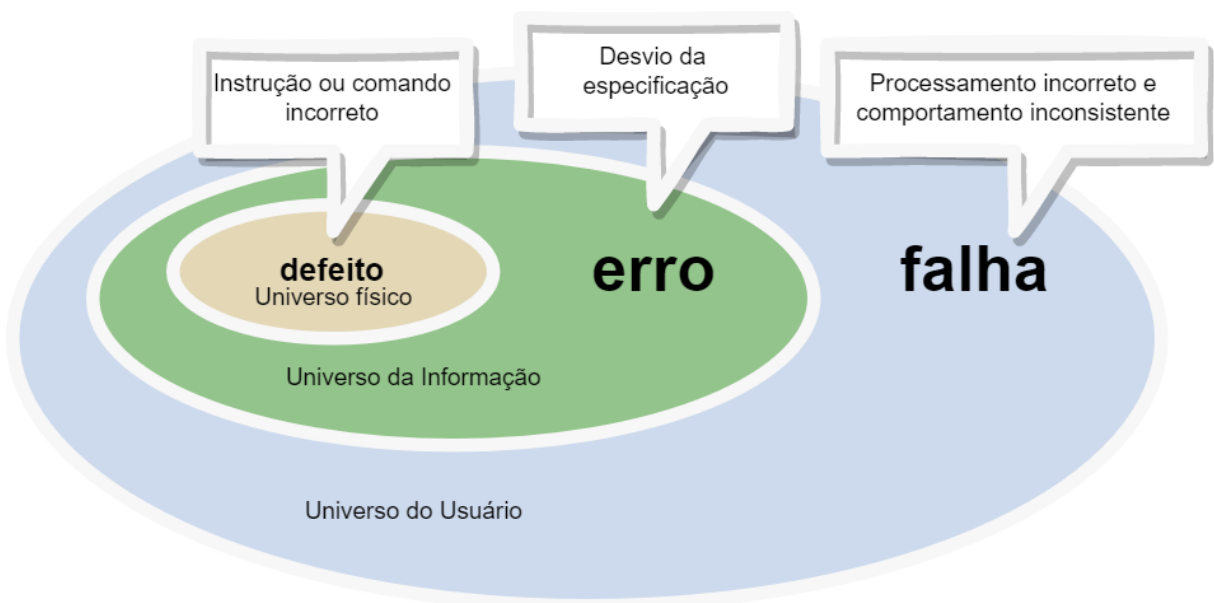 Instrução ou comando
incorreto
Desvio da
especificação
Processamento incorreto e
comportamento inconsistente
defeito
Universo físico
erro
falha
Universo da Informação
Universo do Usuário